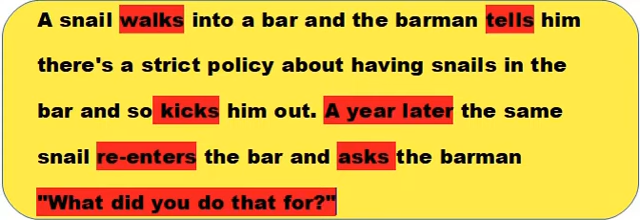 A snail walks into a bar and the barman tells him
there's a strict policy about having snails in the
bar and so kicks him out. A year later the same
snail re-enters the bar and asks the barman
"What did you do that for?"